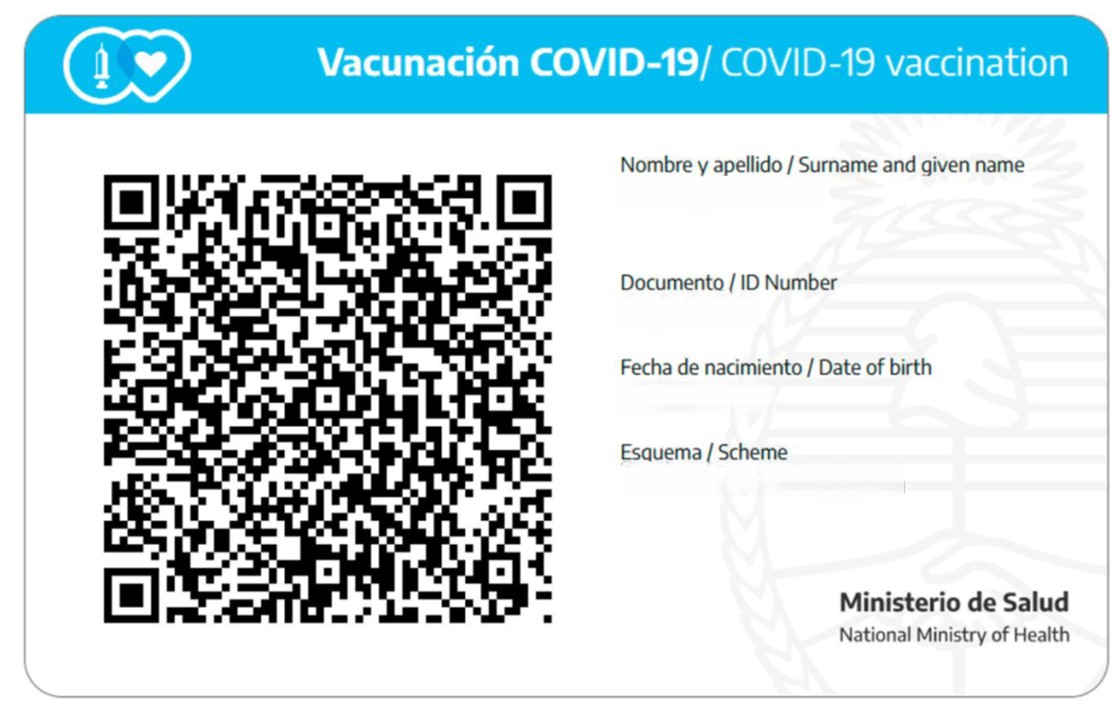 Vacunación COVID-19/ COVID-19 vaccination
Nombre y apellido / Surname and given name
Documento / ID Number
Fecha de nacimiento / Date of birth
Esquema / Scheme
Ministerio de Salud
National Ministry of Health